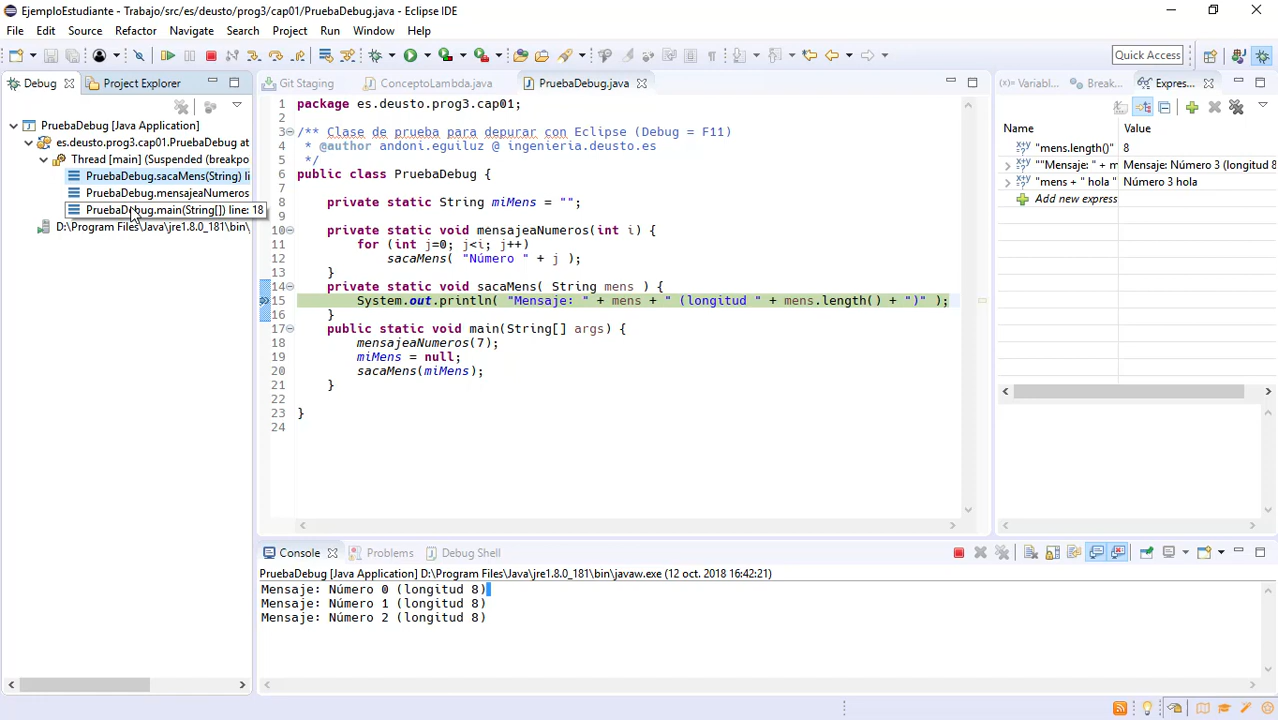 EjemploEstudiante - Trabajo/src/es/deusto/prog3/cap01/PruebaDebug.java - Eclipse IDE
File Edit Source Refactor Navigate Search Project Run Window Help
Quick Access
Debug Project Explorer
PruebaDebug [Java Application]
es.deusto.prog3.cap01.PruebaDebug at
Thread [main] (Suspended (breakpo
PruebaDebug.sacaMens(String) li
PruebaDebug.mensajeaNumeros
PruebaDebug.main(String[]) line: 18
D:\Program Files\Java\jre1.8.0_181\bin\
Git Staging ConceptoLambda.java PruebaDebug.java
1 package es.deusto.prog3.cap01;
2
3 /** Clase de prueba para depurar con Eclipse (Debug = F11)
4 * @author andoni.eguiluz @ ingenieria.deusto.es
5 */
6 public class PruebaDebug {
7
8 private static String miMens = "";
9
10 private static void mensajeaNumeros(int i) {
11 for (int j=0; j<i; j++)
12 sacaMens( "Número " + j );
13 }
14 private static void sacaMens( String mens ) {
15 System.out.println( "Mensaje: " + mens + " (longitud " + mens.length() + ")" );
16 }
17 public static void main(String[] args) {
18 mensajeaNumeros(7);
19 miMens = null;
20 sacaMens(miMens);
21 }
22
23 }
24
Variabl... Break... Expres...
Name Value
"mens.length()" 8
""Mensaje: " + m Mensaje: Número 3 (longitud 8
"mens + " hola " Número 3 hola
Add new express
Console Problems Debug Shell
PruebaDebug [Java Application] D:\Program Files\Java\jre1.8.0_181\bin\javaw.exe (12 oct. 2018 16:42:21)
Mensaje: Número 0 (longitud 8)
Mensaje: Número 1 (longitud 8)
Mensaje: Número 2 (longitud 8)